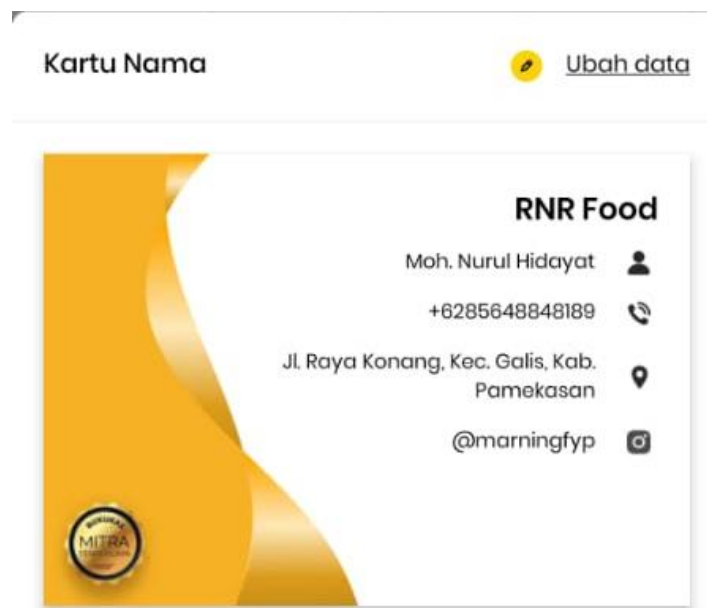 Kartu Nama
Ubah data
RNR Food
Moh. Nurul Hidayat
+6285648848189
Jl. Raya Konang, Kec. Galis, Kab.
Pamekasan
@marningfyp
MITRA